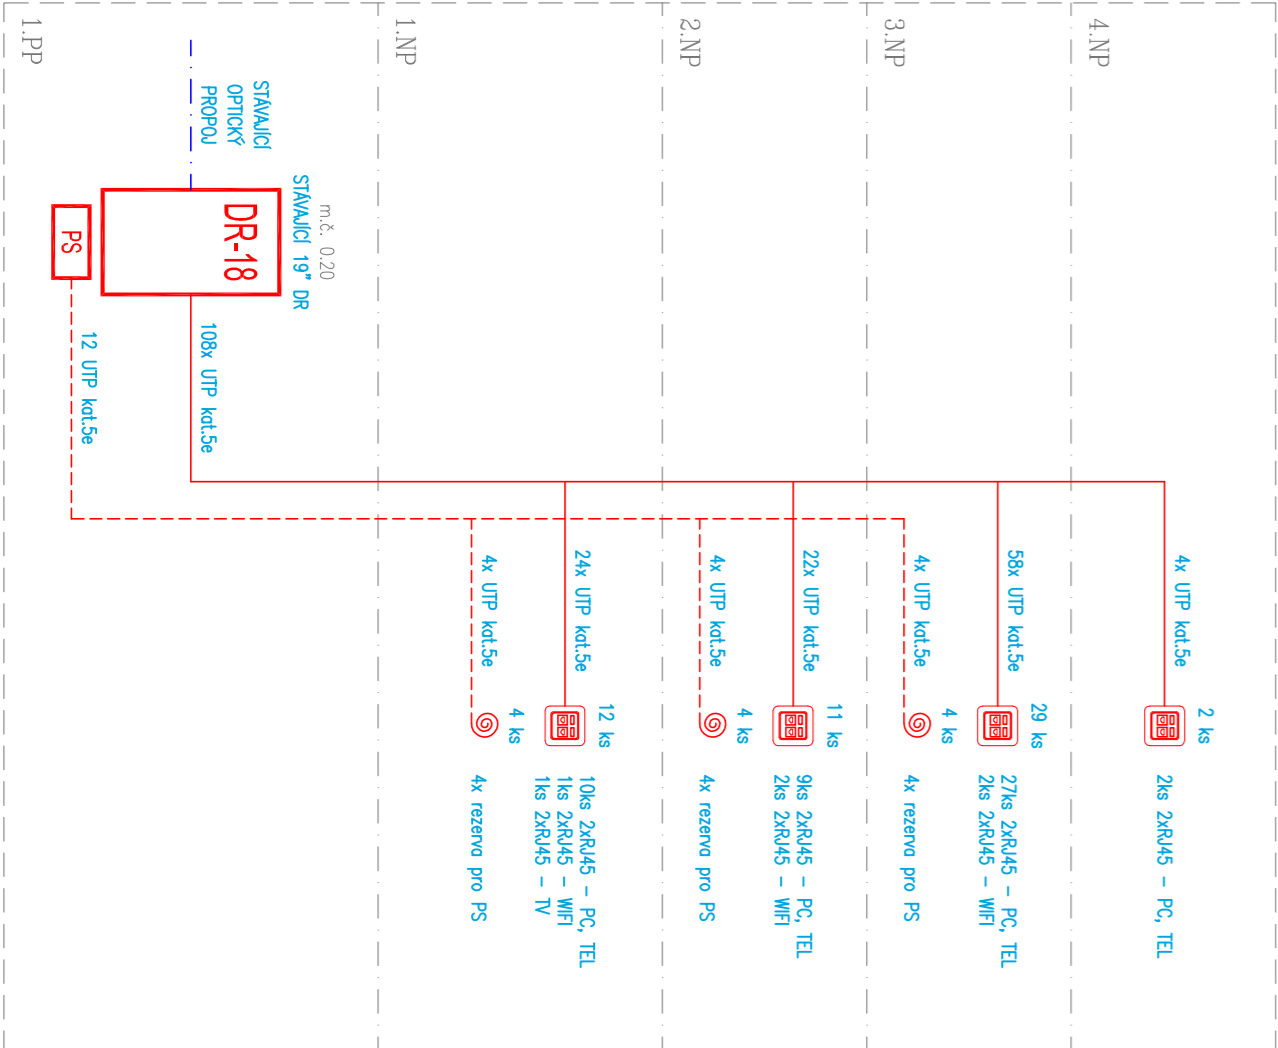 4.NP
4x UTP kat.5e
2 ks
2ks 2xRJ45 – PC, TEL
3.NP
58x UTP kat.5e
29 ks
27ks 2xRJ45 – PC, TEL
2ks 2xRJ45 – WIFI
4x UTP kat.5e
4 ks
4x rezerva pro PS
2.NP
22x UTP kat.5e
11 ks
9ks 2xRJ45 – PC, TEL
2ks 2xRJ45 – WIFI
4x UTP kat.5e
4 ks
4x rezerva pro PS
1.NP
24x UTP kat.5e
12 ks
10ks 2xRJ45 – PC, TEL
1ks 2xRJ45 – WIFI
1ks 2xRJ45 – TV
4x UTP kat.5e
4 ks
4x rezerva pro PS
1.PP
STÁVAJÍCÍ
OPTICKÝ
PROPOJ
m.č. 0.20
STÁVAJÍCÍ 19" DR
DR-18
108x UTP kat.5e
PS
12 UTP kat.5e